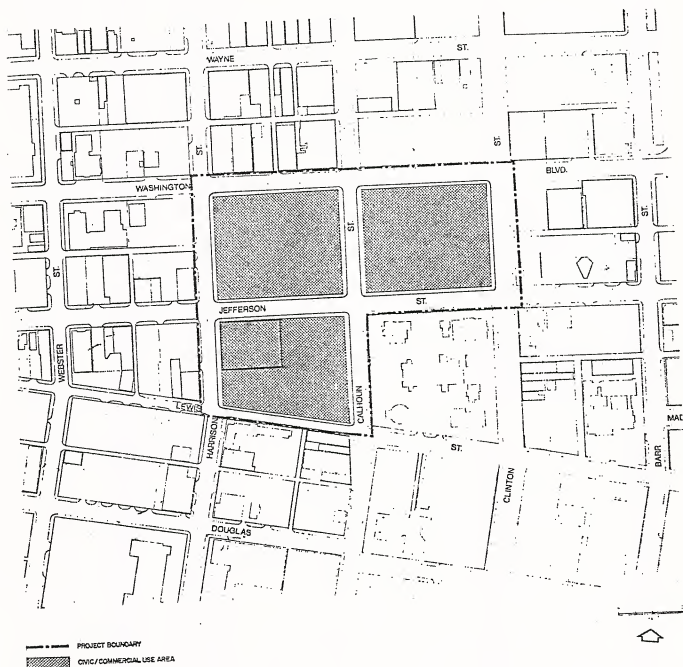 WAYNE
ST.
ST.
ST.
WASHINGTON
BLVD.
ST.
ST.
ST.
JEFFERSON
ST.
WEBSTER
LEWIS
HARRISON
CALHOUN
ST.
CLINTON
BARR
MAD
DOUGLAS
PROJECT BOUNDARY
CIVIC/COMMERCIAL USE AREA